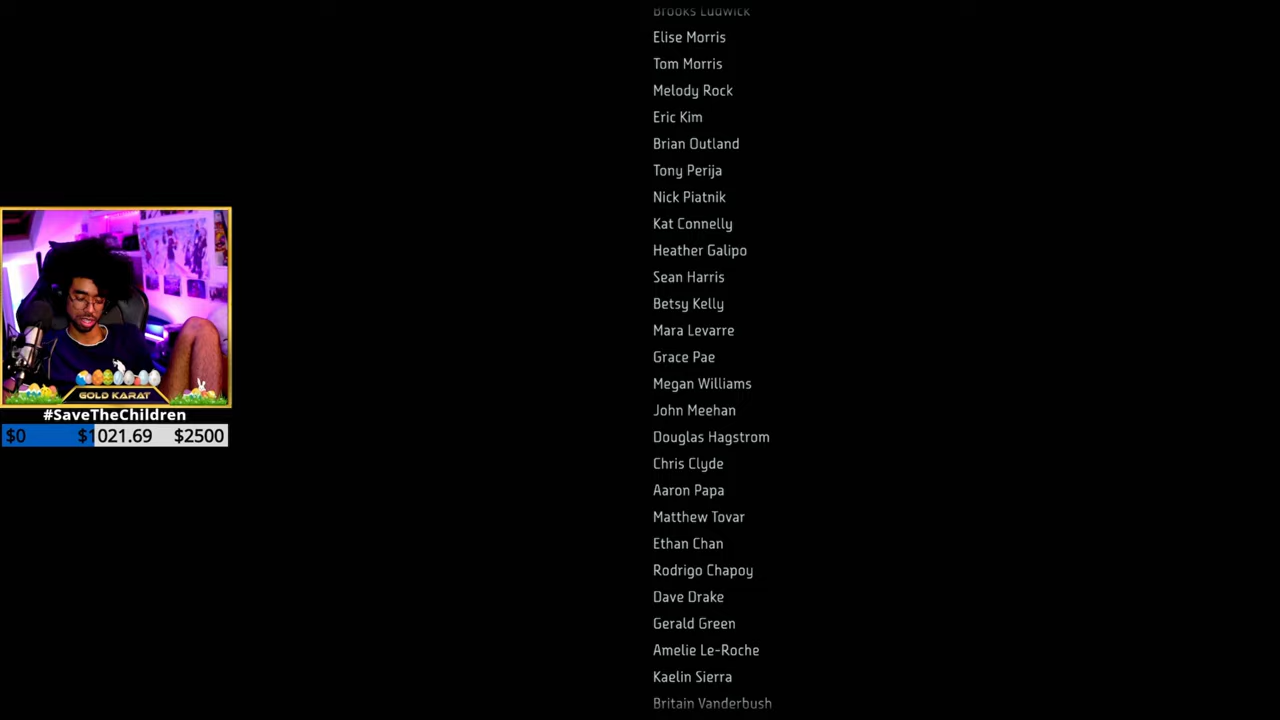 Brooks Ludwick
Elise Morris
Tom Morris
Melody Rock
Eric Kim
Brian Outland
Tony Perija
Nick Piatnik
Kat Connelly
Heather Galipo
Sean Harris
Betsy Kelly
Mara Levarre
Grace Pae
Megan Williams
John Meehan
Douglas Hagstrom
Chris Clyde
Aaron Papa
Matthew Tovar
Ethan Chan
Rodrigo Chapoy
Dave Drake
Gerald Green
Amelie Le-Roche
Kaelin Sierra
Britain Vanderbush
GOLD KARAT
#SaveTheChildren
$0 $1021.69 $2500